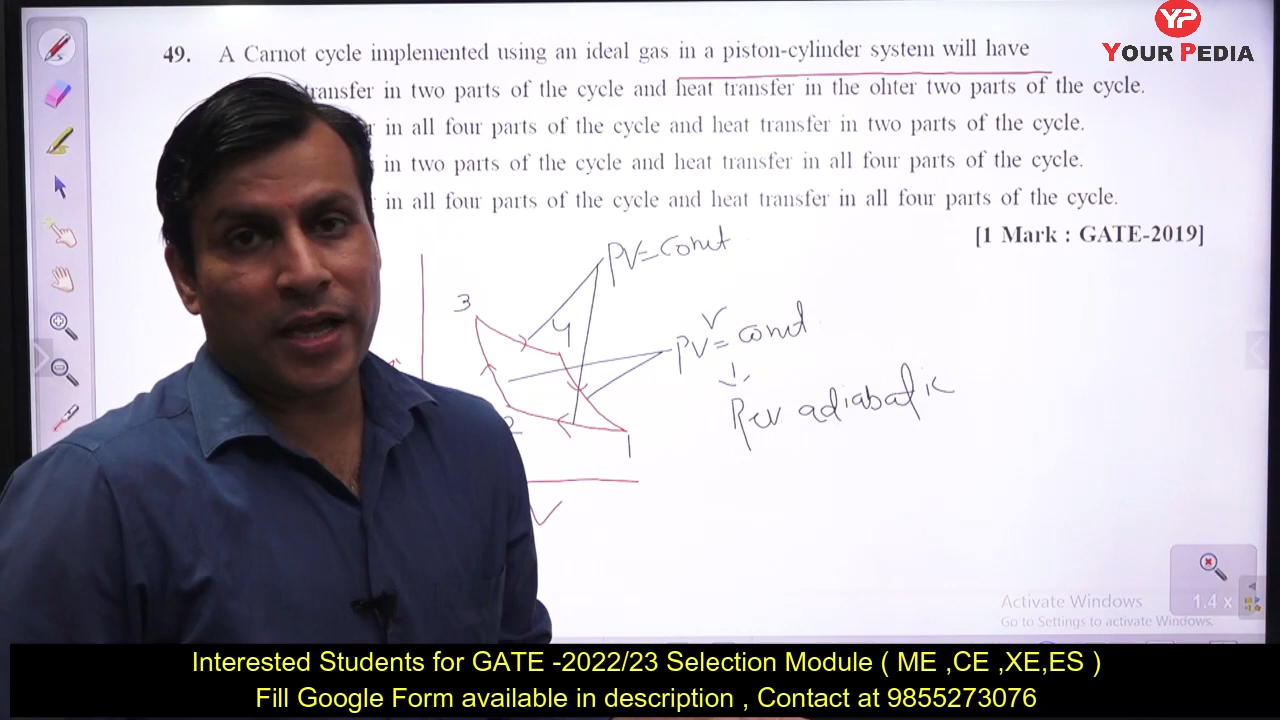 YP
YOUR PEDIA
49. A Carnot cycle implemented using an ideal gas in a piston-cylinder system will have
transfer in two parts of the cycle and heat transfer in the ohter two parts of the cycle.
in all four parts of the cycle and heat transfer in two parts of the cycle.
in two parts of the cycle and heat transfer in all four parts of the cycle.
in all four parts of the cycle and heat transfer in all four parts of the cycle.
[1 Mark : GATE-2019]
PV=Const
3
4
PV^γ = const
Rev adiabatic
2
1
V
1.4 x
Activate Windows
Go to Settings to activate Windows.
Interested Students for GATE -2022/23 Selection Module ( ME ,CE ,XE,ES )
Fill Google Form available in description , Contact at 9855273076